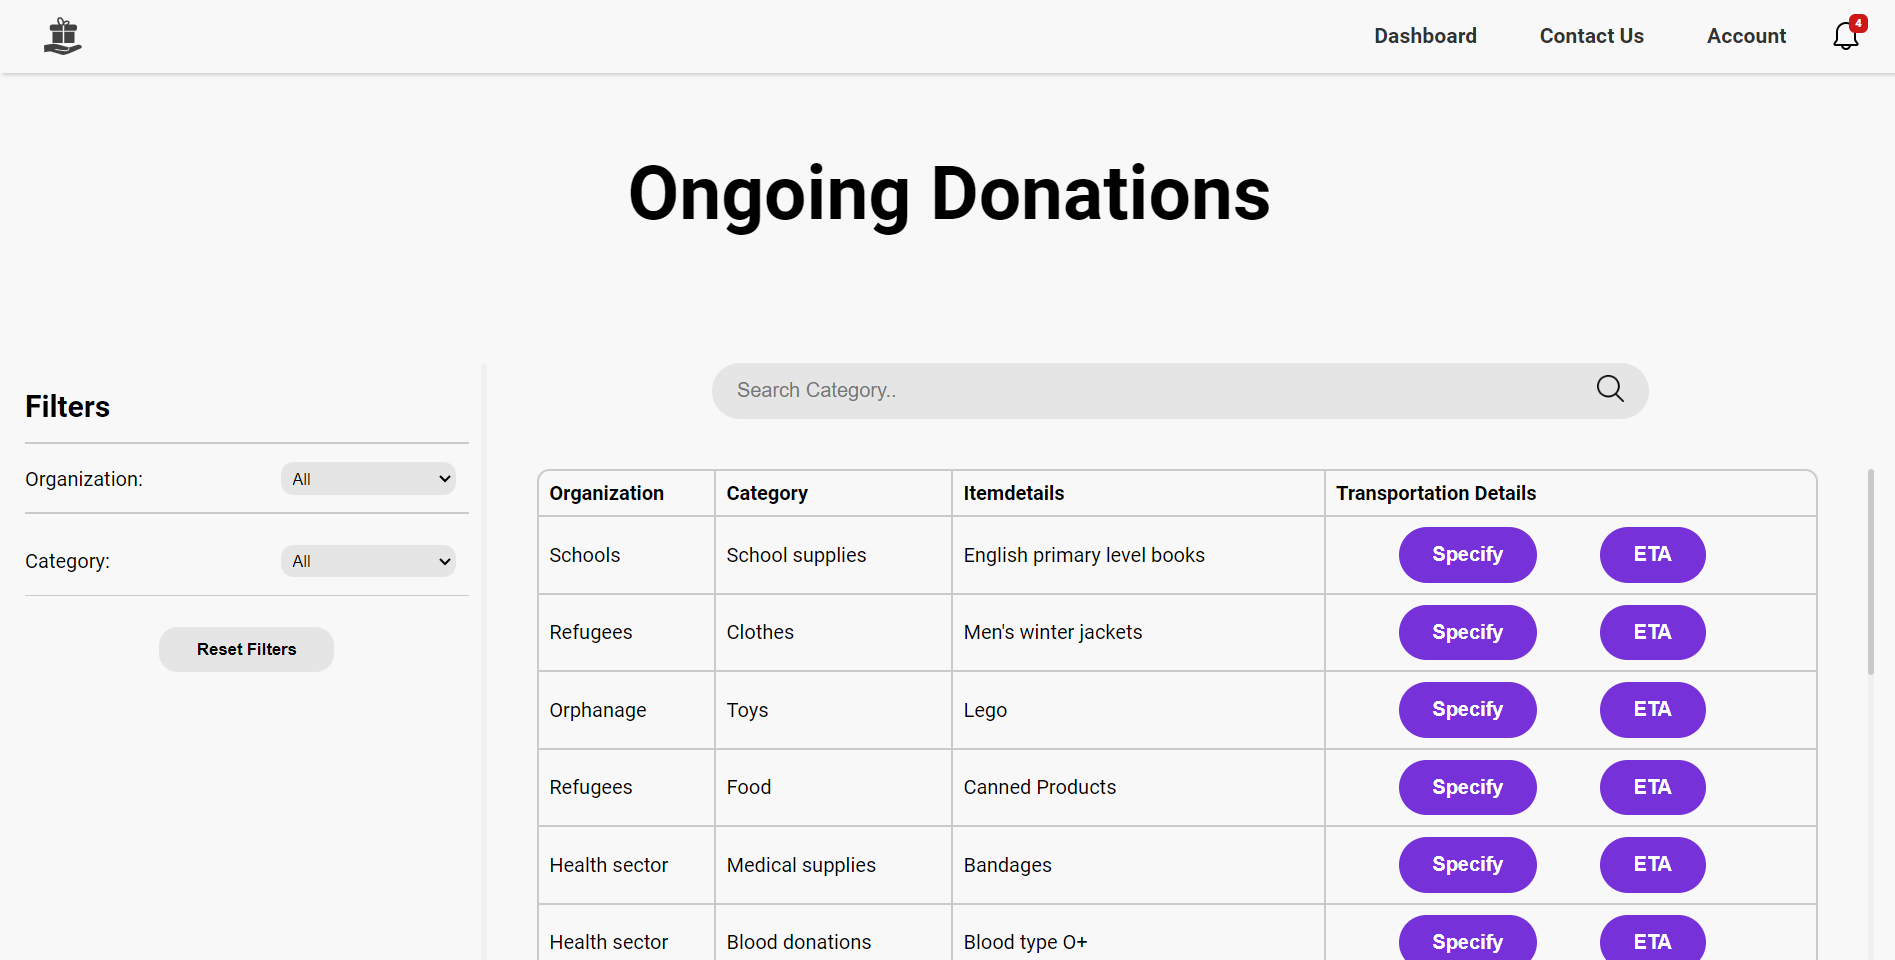 Dashboard Contact Us Account 4
Ongoing Donations
Search Category..
Filters
Organization: All
Category: All
Reset Filters
Organization Category Itemdetails Transportation Details
Schools School supplies English primary level books Specify ETA
Refugees Clothes Men's winter jackets Specify ETA
Orphanage Toys Lego Specify ETA
Refugees Food Canned Products Specify ETA
Health sector Medical supplies Bandages Specify ETA
Health sector Blood donations Blood type O+ Specify ETA